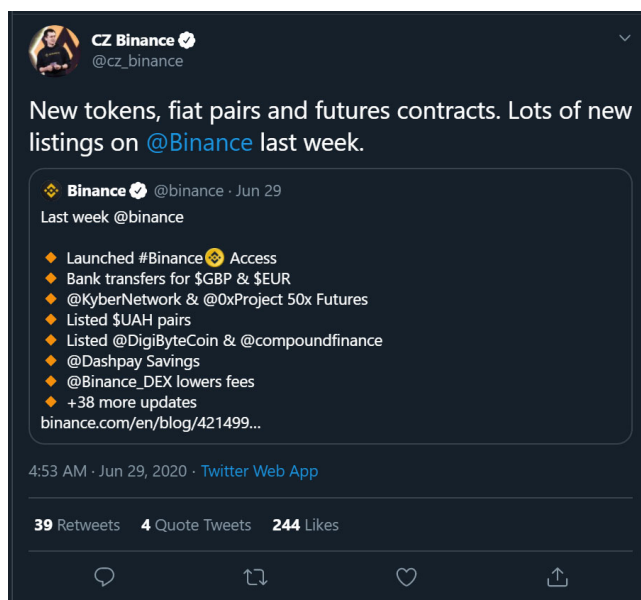 CZ Binance
@cz_binance
New tokens, fiat pairs and futures contracts. Lots of new
listings on @Binance last week.
Binance @binance · Jun 29
Last week @binance
🔸 Launched #Binance Access
🔸 Bank transfers for $GBP & $EUR
🔸 @KyberNetwork & @0xProject 50x Futures
🔸 Listed $UAH pairs
🔸 Listed @DigiByteCoin & @compoundfinance
🔸 @Dashpay Savings
🔸 @Binance_DEX lowers fees
🔸 +38 more updates
binance.com/en/blog/421499...
4:53 AM · Jun 29, 2020 · Twitter Web App
39 Retweets 4 Quote Tweets 244 Likes